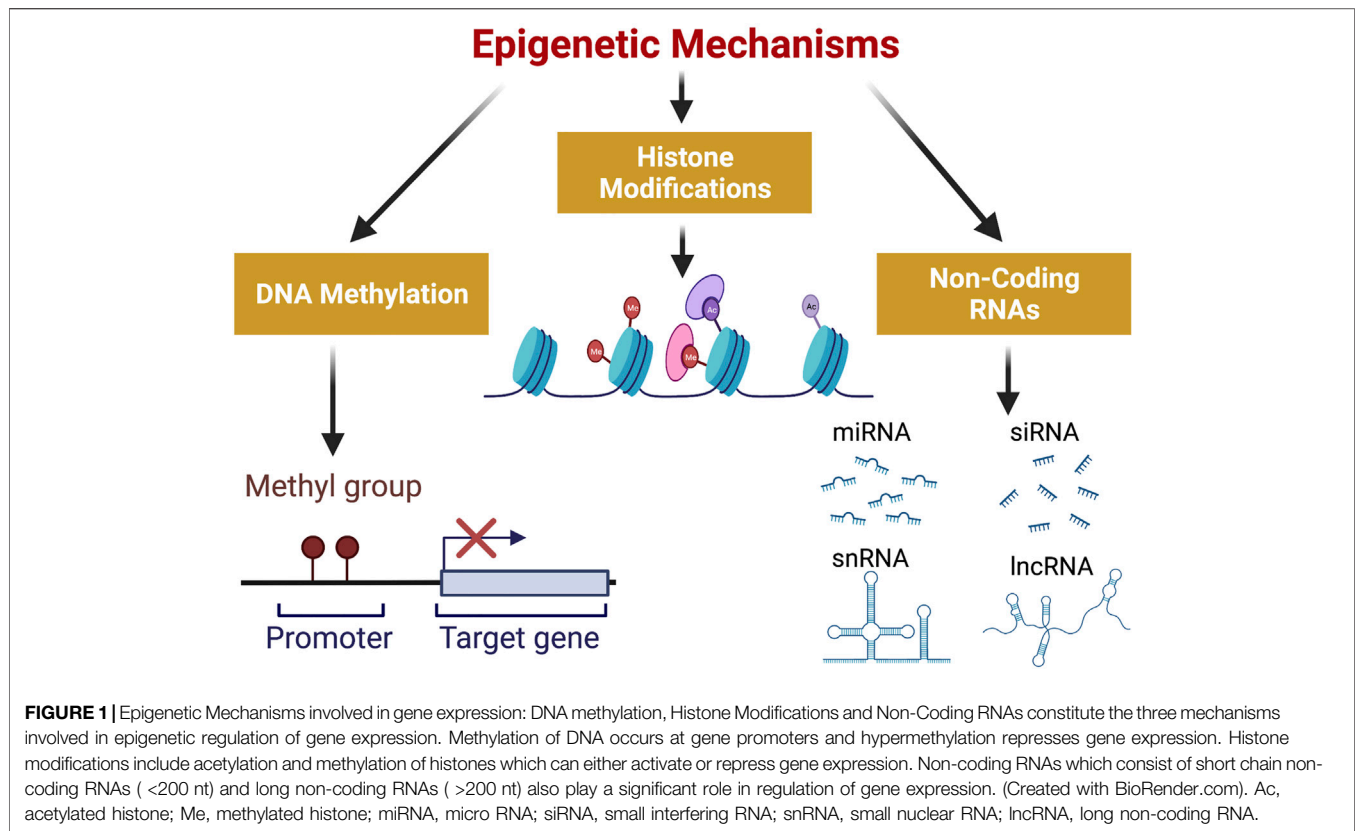 Epigenetic Mechanisms
Histone
Modifications
DNA Methylation
Non-Coding
RNAs
Me
Me
Ac
Me
Ac
Methyl group
Promoter
Target gene
miRNA
siRNA
snRNA
lncRNA
FIGURE 1 | Epigenetic Mechanisms involved in gene expression: DNA methylation, Histone Modifications and Non-Coding RNAs constitute the three mechanisms
involved in epigenetic regulation of gene expression. Methylation of DNA occurs at gene promoters and hypermethylation represses gene expression. Histone
modifications include acetylation and methylation of histones which can either activate or repress gene expression. Non-coding RNAs which consist of short chain non-
coding RNAs ( <200 nt) and long non-coding RNAs ( >200 nt) also play a significant role in regulation of gene expression. (Created with BioRender.com). Ac,
acetylated histone; Me, methylated histone; miRNA, micro RNA; siRNA, small interfering RNA; snRNA, small nuclear RNA; lncRNA, long non-coding RNA.